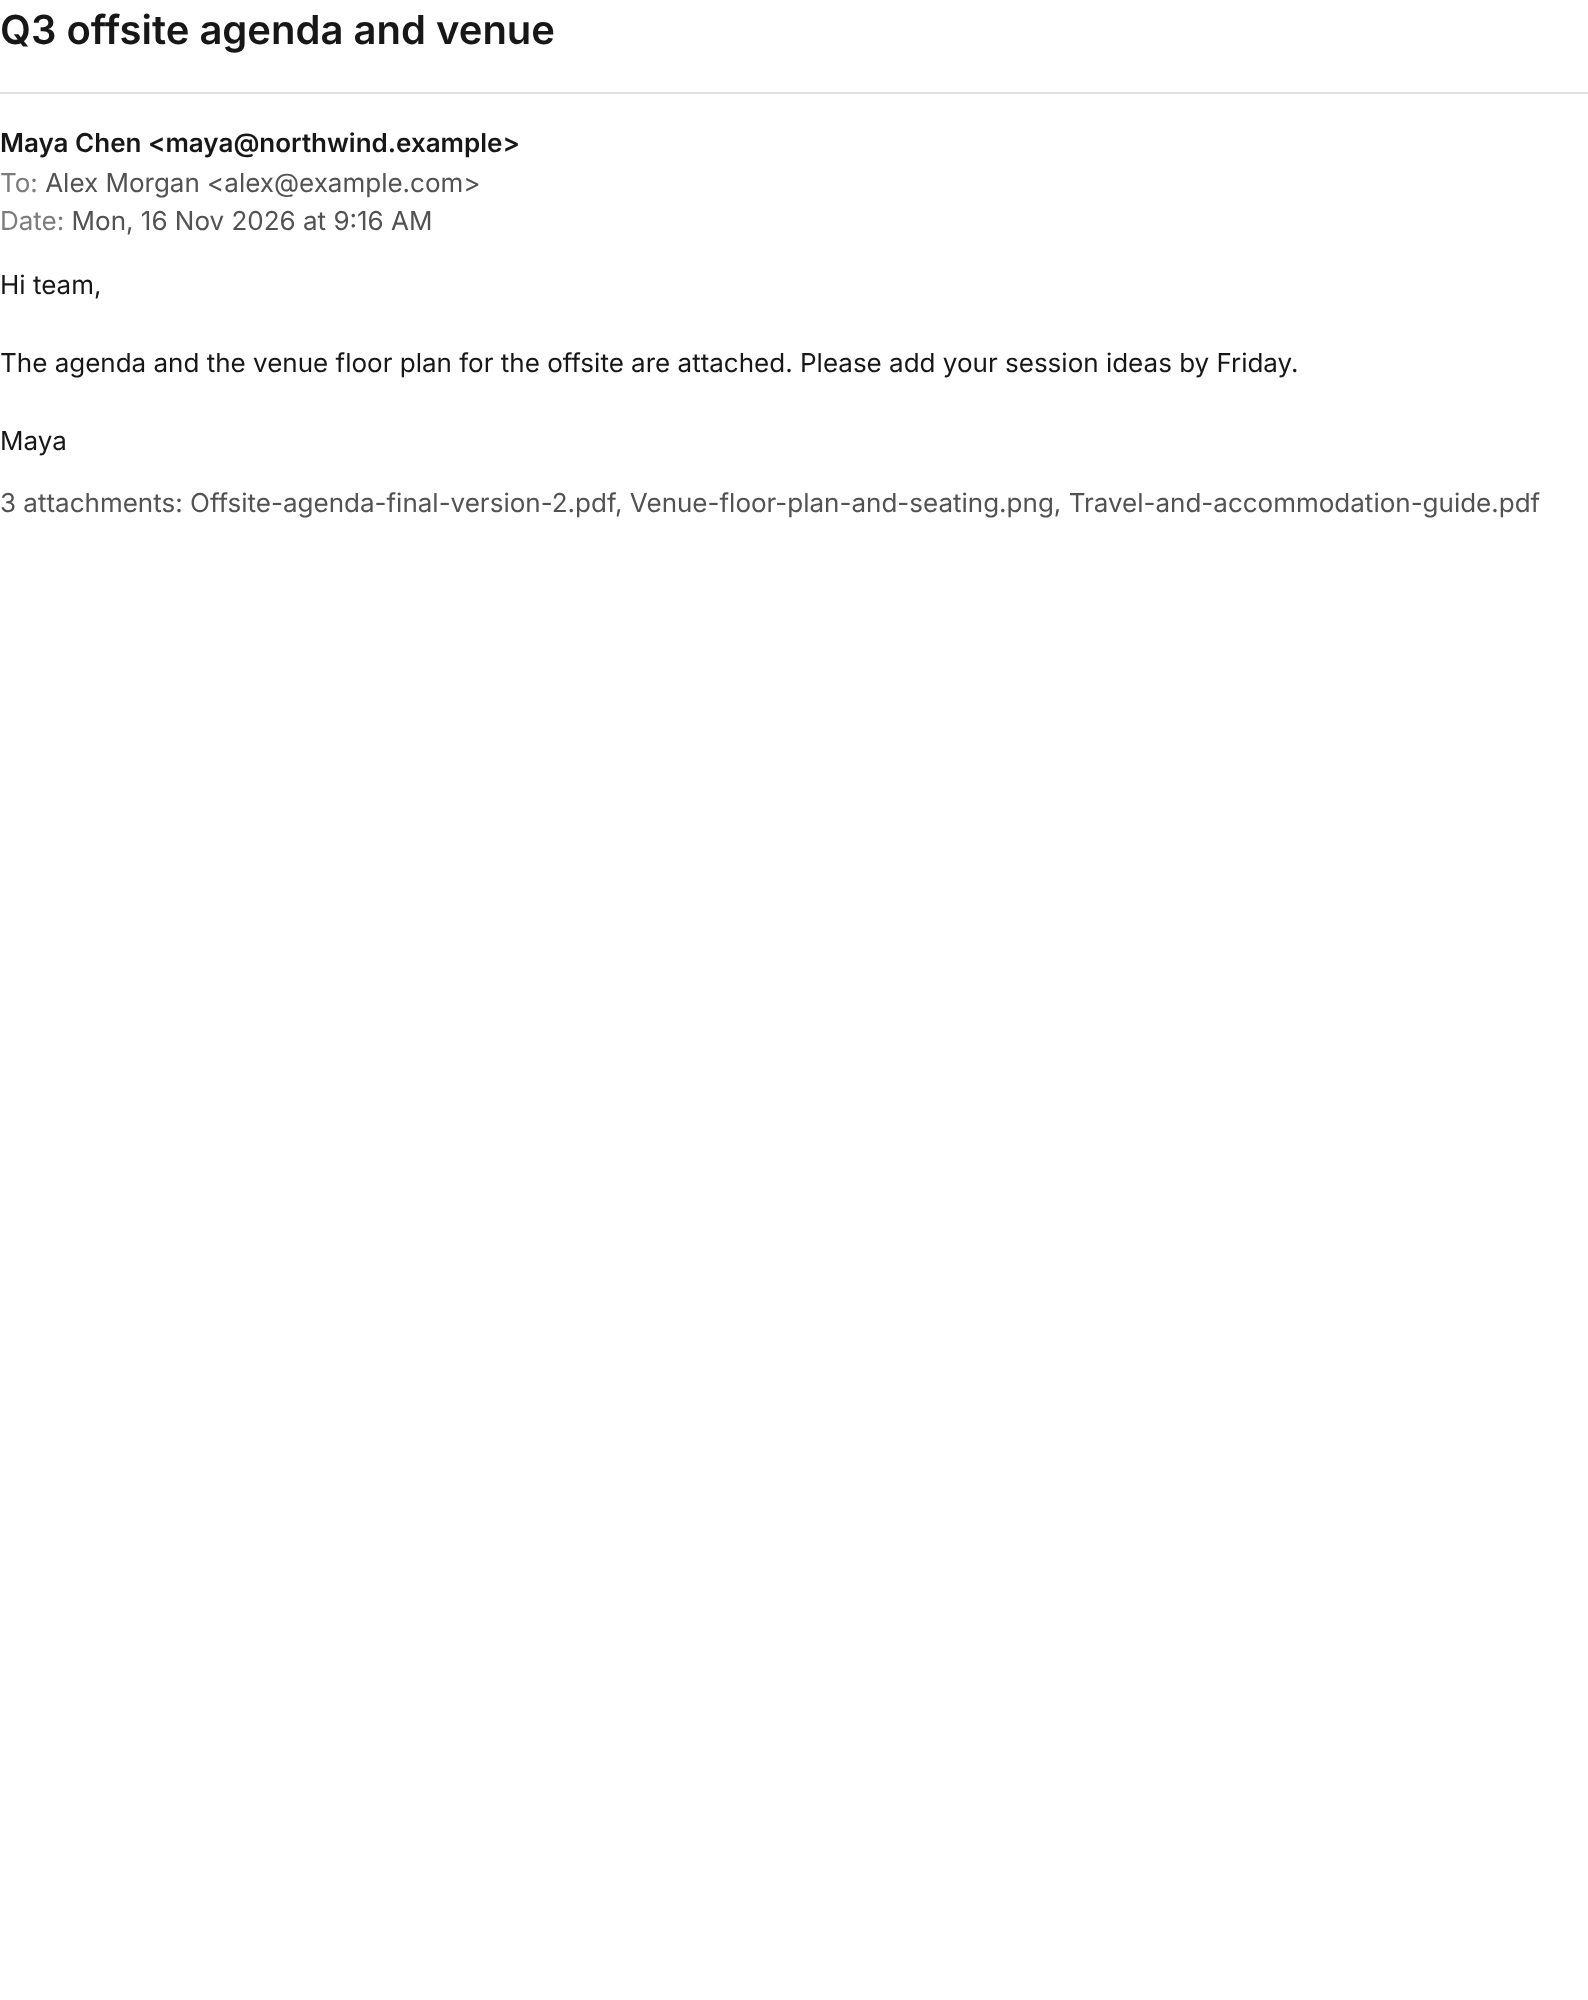 Q3 offsite agenda and venue
Maya Chen <maya@northwind.example>
To: Alex Morgan <alex@example.com>
Date: Mon, 16 Nov 2026 at 9:16 AM
Hi team,
The agenda and the venue floor plan for the offsite are attached. Please add your session ideas by Friday.
Maya
3 attachments: Offsite-agenda-final-version-2.pdf, Venue-floor-plan-and-seating.png, Travel-and-accommodation-guide.pdf